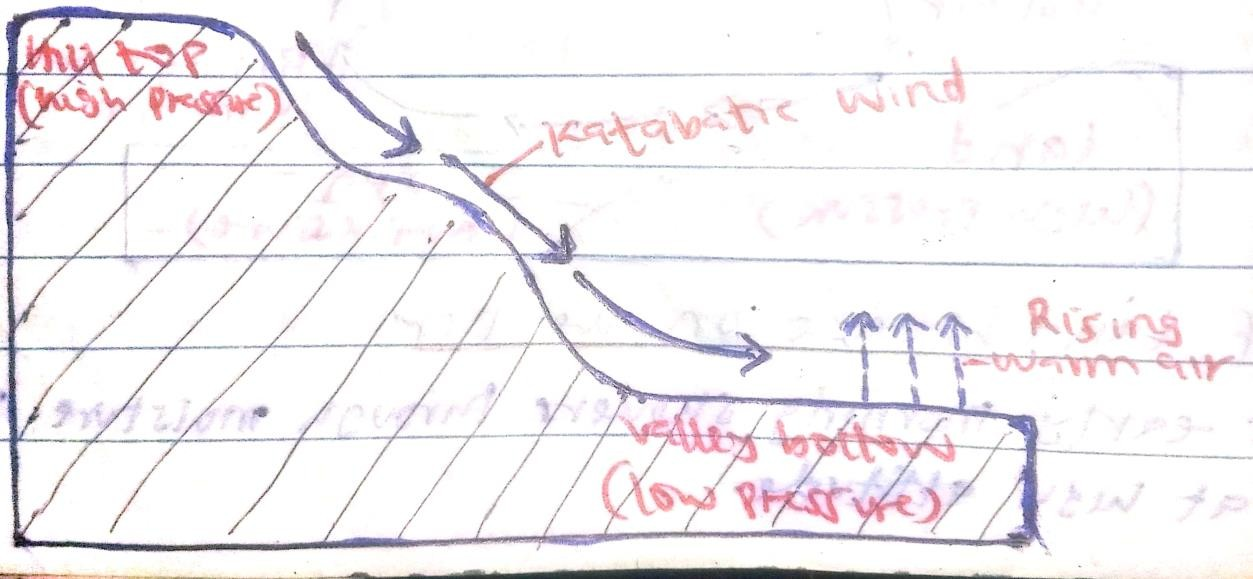 Hill top
(high pressure)
Katabatic wind
Rising
warm air
valley bottom
(low pressure)